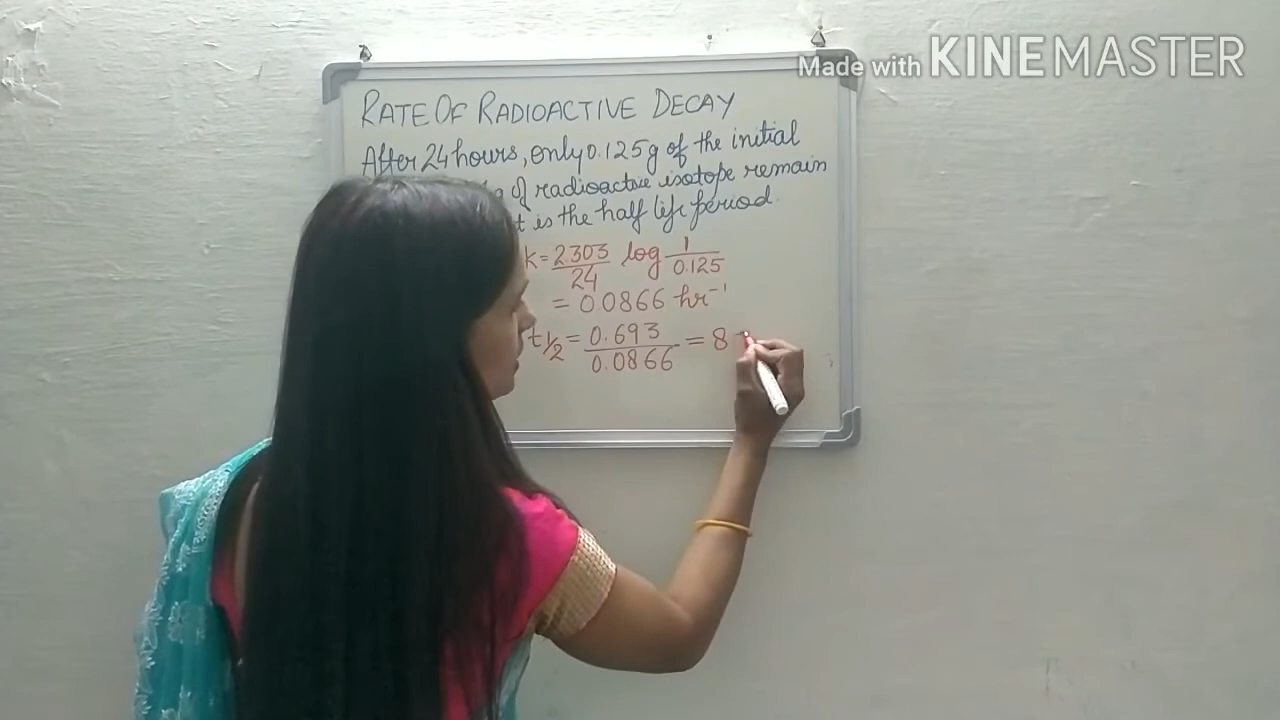 Made with KINEMASTER
RATE OF RADIOACTIVE DECAY
After 24 hours, only 0.125g of the initial
of radioactive isotope remain
is the half life period.
K = 2.303/24 log 1/0.125
= 0.0866 hr⁻¹
t1/2 = 0.693/0.0866 = 8